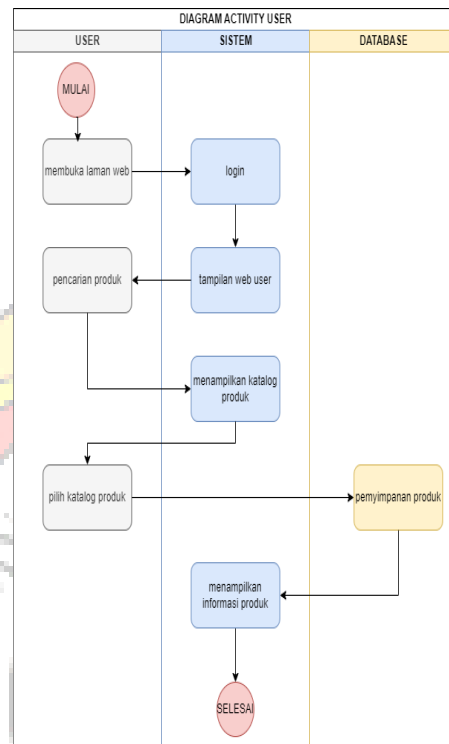 DIAGRAM ACTIVITY USER
USER
SISTEM
DATABASE
MULAI
membuka laman web
login
pencarian produk
tampilan web user
menampilkan katalog
produk
pilih katalog produk
pemyimpanan produk
menampilkan
informasi produk
SELESAI